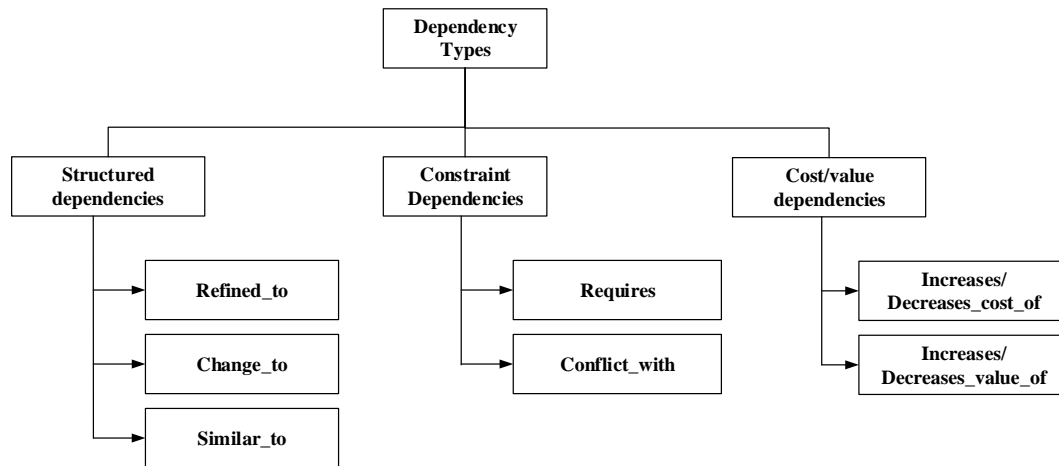 Dependency
Types
Structured
dependencies
Constraint
Dependencies
Cost/value
dependencies
Refined_to
Change_to
Similar_to
Requires
Conflict_with
Increases/
Decreases_cost_of
Increases/
Decreases_value_of